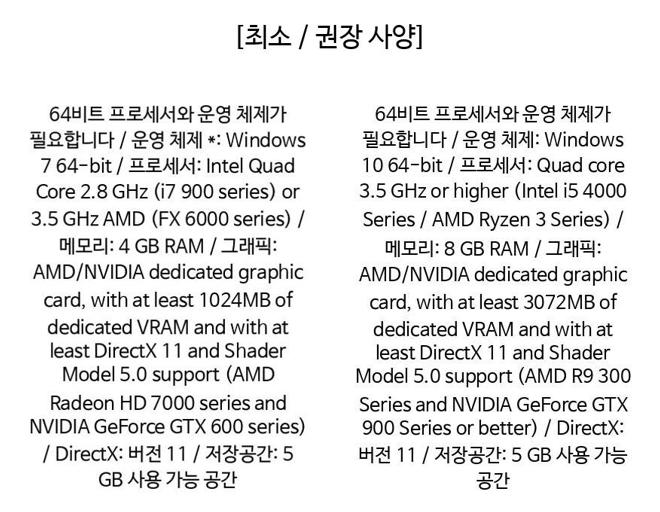 [최소 / 권장 사양]
64비트 프로세서와 운영 체제가
필요합니다 / 운영 체제 *: Windows
7 64-bit / 프로세서: Intel Quad
Core 2.8 GHz (i7 900 series) or
3.5 GHz AMD (FX 6000 series) /
메모리: 4 GB RAM / 그래픽:
AMD/NVIDIA dedicated graphic
card, with at least 1024MB of
dedicated VRAM and with at
least DirectX 11 and Shader
Model 5.0 support (AMD
Radeon HD 7000 series and
NVIDIA GeForce GTX 600 series)
/ DirectX: 버전 11 / 저장공간: 5
GB 사용 가능 공간
64비트 프로세서와 운영 체제가
필요합니다 / 운영 체제: Windows
10 64-bit / 프로세서: Quad core
3.5 GHz or higher (Intel i5 4000
Series / AMD Ryzen 3 Series) /
메모리: 8 GB RAM / 그래픽:
AMD/NVIDIA dedicated graphic
card, with at least 3072MB of
dedicated VRAM and with at
least DirectX 11 and Shader
Model 5.0 support (AMD R9 300
Series and NVIDIA GeForce GTX
900 Series or better) / DirectX:
버전 11 / 저장공간: 5 GB 사용 가능
공간